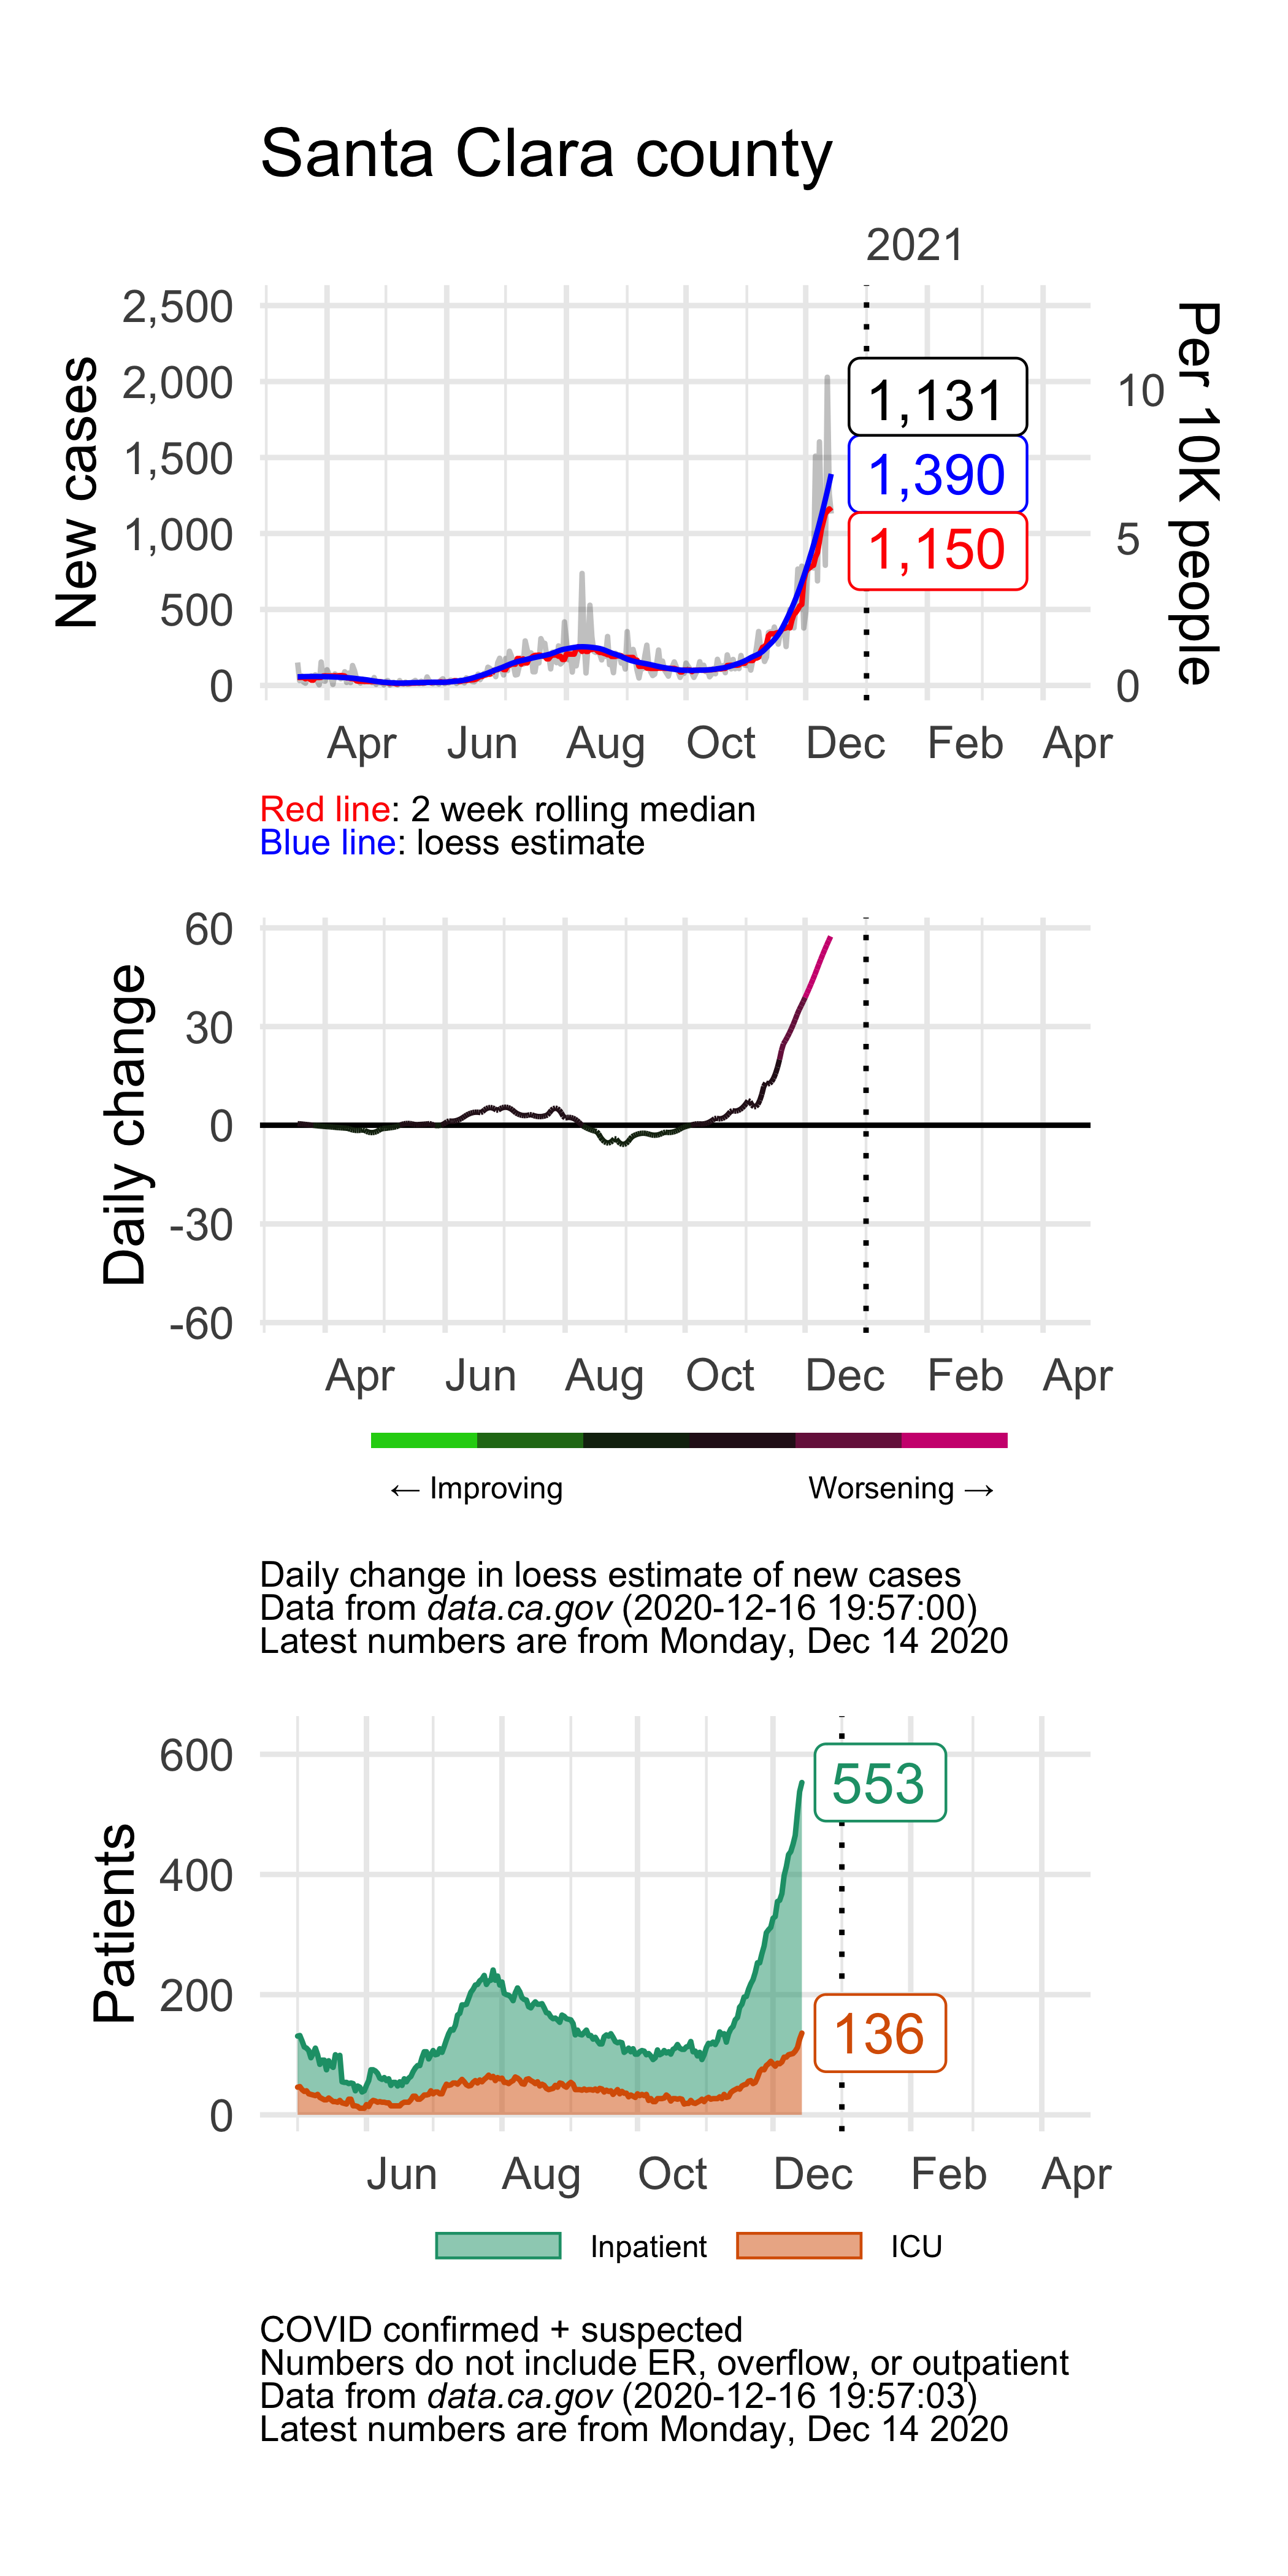 Santa Clara county
2021
New cases
2,500
2,000
1,500
1,000
500
0
1,131
1,390
1,150
10
5
0
Per 10K people
Apr Jun Aug Oct Dec Feb Apr
Red line: 2 week rolling median
Blue line: loess estimate
Daily change
60
30
0
-30
-60
Apr Jun Aug Oct Dec Feb Apr
← Improving Worsening →
Daily change in loess estimate of new cases
Data from data.ca.gov (2020-12-16 19:57:00)
Latest numbers are from Monday, Dec 14 2020
Patients
600
400
200
0
553
136
Jun Aug Oct Dec Feb Apr
Inpatient ICU
COVID confirmed + suspected
Numbers do not include ER, overflow, or outpatient
Data from data.ca.gov (2020-12-16 19:57:03)
Latest numbers are from Monday, Dec 14 2020